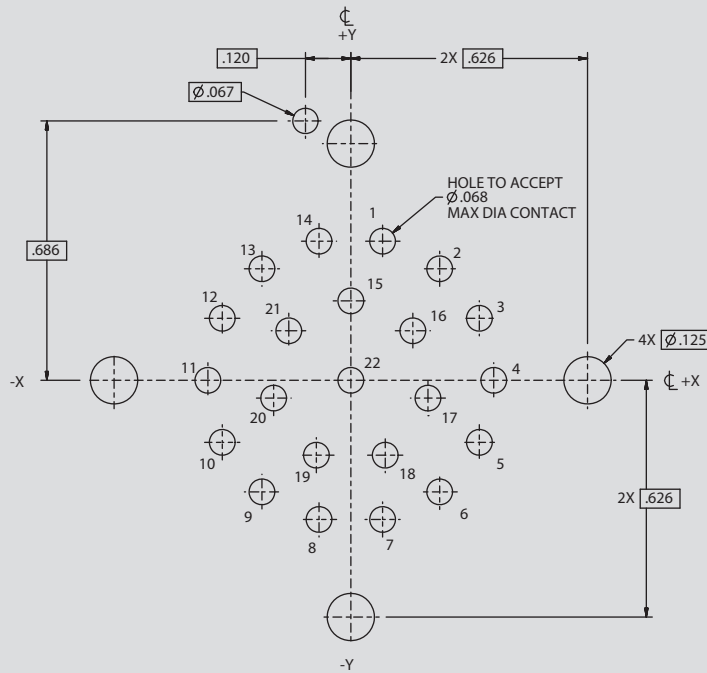 ℄
+Y
.120
2X .626
Ø.067
HOLE TO ACCEPT
Ø.068
MAX DIA CONTACT
14
1
13
2
.686
15
12
21
16
3
4X Ø.125
-X
11
22
4
℄ +X
20
17
10
19
18
5
2X .626
9
6
8
7
-Y